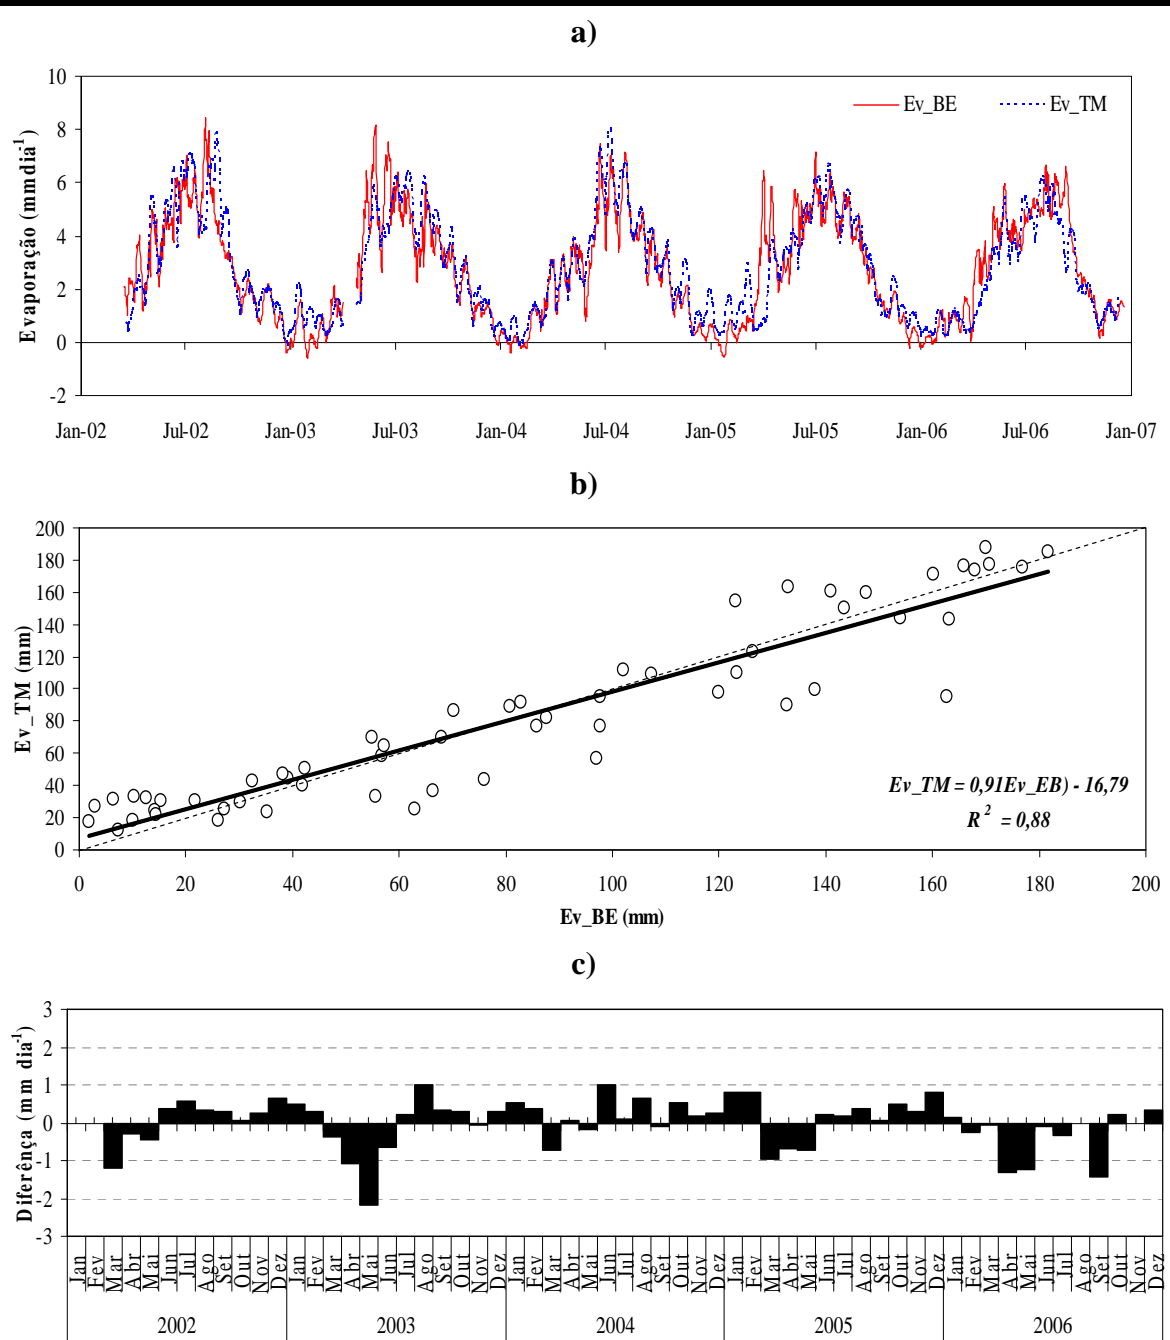 a)
Evaporação (mmdia-1)
10
8
6
4
2
0
-2
Ev_BE Ev_TM
Jan-02 Jul-02 Jan-03 Jul-03 Jan-04 Jul-04 Jan-05 Jul-05 Jan-06 Jul-06 Jan-07
b)
Ev_TM (mm)
200
180
160
140
120
100
80
60
40
20
0
Ev_TM = 0,91Ev_EB) - 16,79
R2 = 0,88
0 20 40 60 80 100 120 140 160 180 200
Ev_BE (mm)
c)
Diferênça (mm dia-1)
3
2
1
0
-1
-2
-3
Jan Fev Mar Abr Mai Jun Jul Ago Set Out Nov Dez Jan Fev Mar Abr Mai Jun Jul Ago Set Out Nov Dez Jan Fev Mar Abr Mai Jun Jul Ago Set Out Nov Dez Jan Fev Mar Abr Mai Jun Jul Ago Set Out Nov Dez Jan Fev Mar Abr Mai Jun Jul Ago Set Out Nov Dez
2002 2003 2004 2005 2006